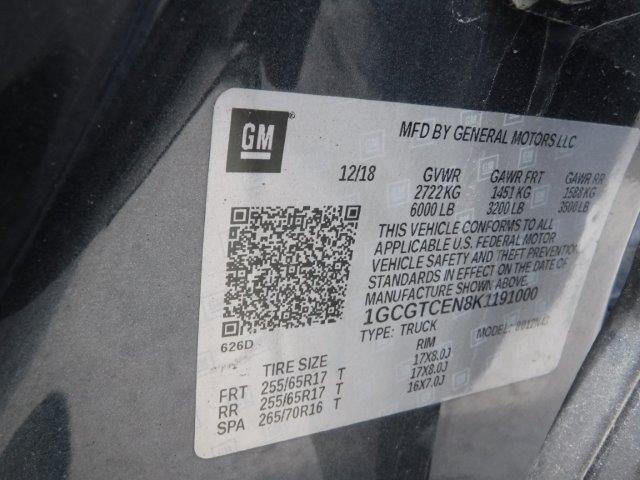 GM
MFD BY GENERAL MOTORS LLC
12/18 GVWR GAWR FRT GAWR RR
2722 KG 1451 KG 1588 KG
6000 LB 3200 LB 3500 LB
THIS VEHICLE CONFORMS TO ALL
APPLICABLE U.S. FEDERAL MOTOR
VEHICLE SAFETY AND THEFT PREVENTION
STANDARDS IN EFFECT ON THE DATE OF
MANUFACTURE SHOWN ABOVE.
1GCGTCEN8K1191000
TYPE: TRUCK MODEL:
626D
TIRE SIZE RIM
FRT 255/65R17 T 17X8.0J
RR 255/65R17 T 17X8.0J
SPA 265/70R16 T 16X7.0J